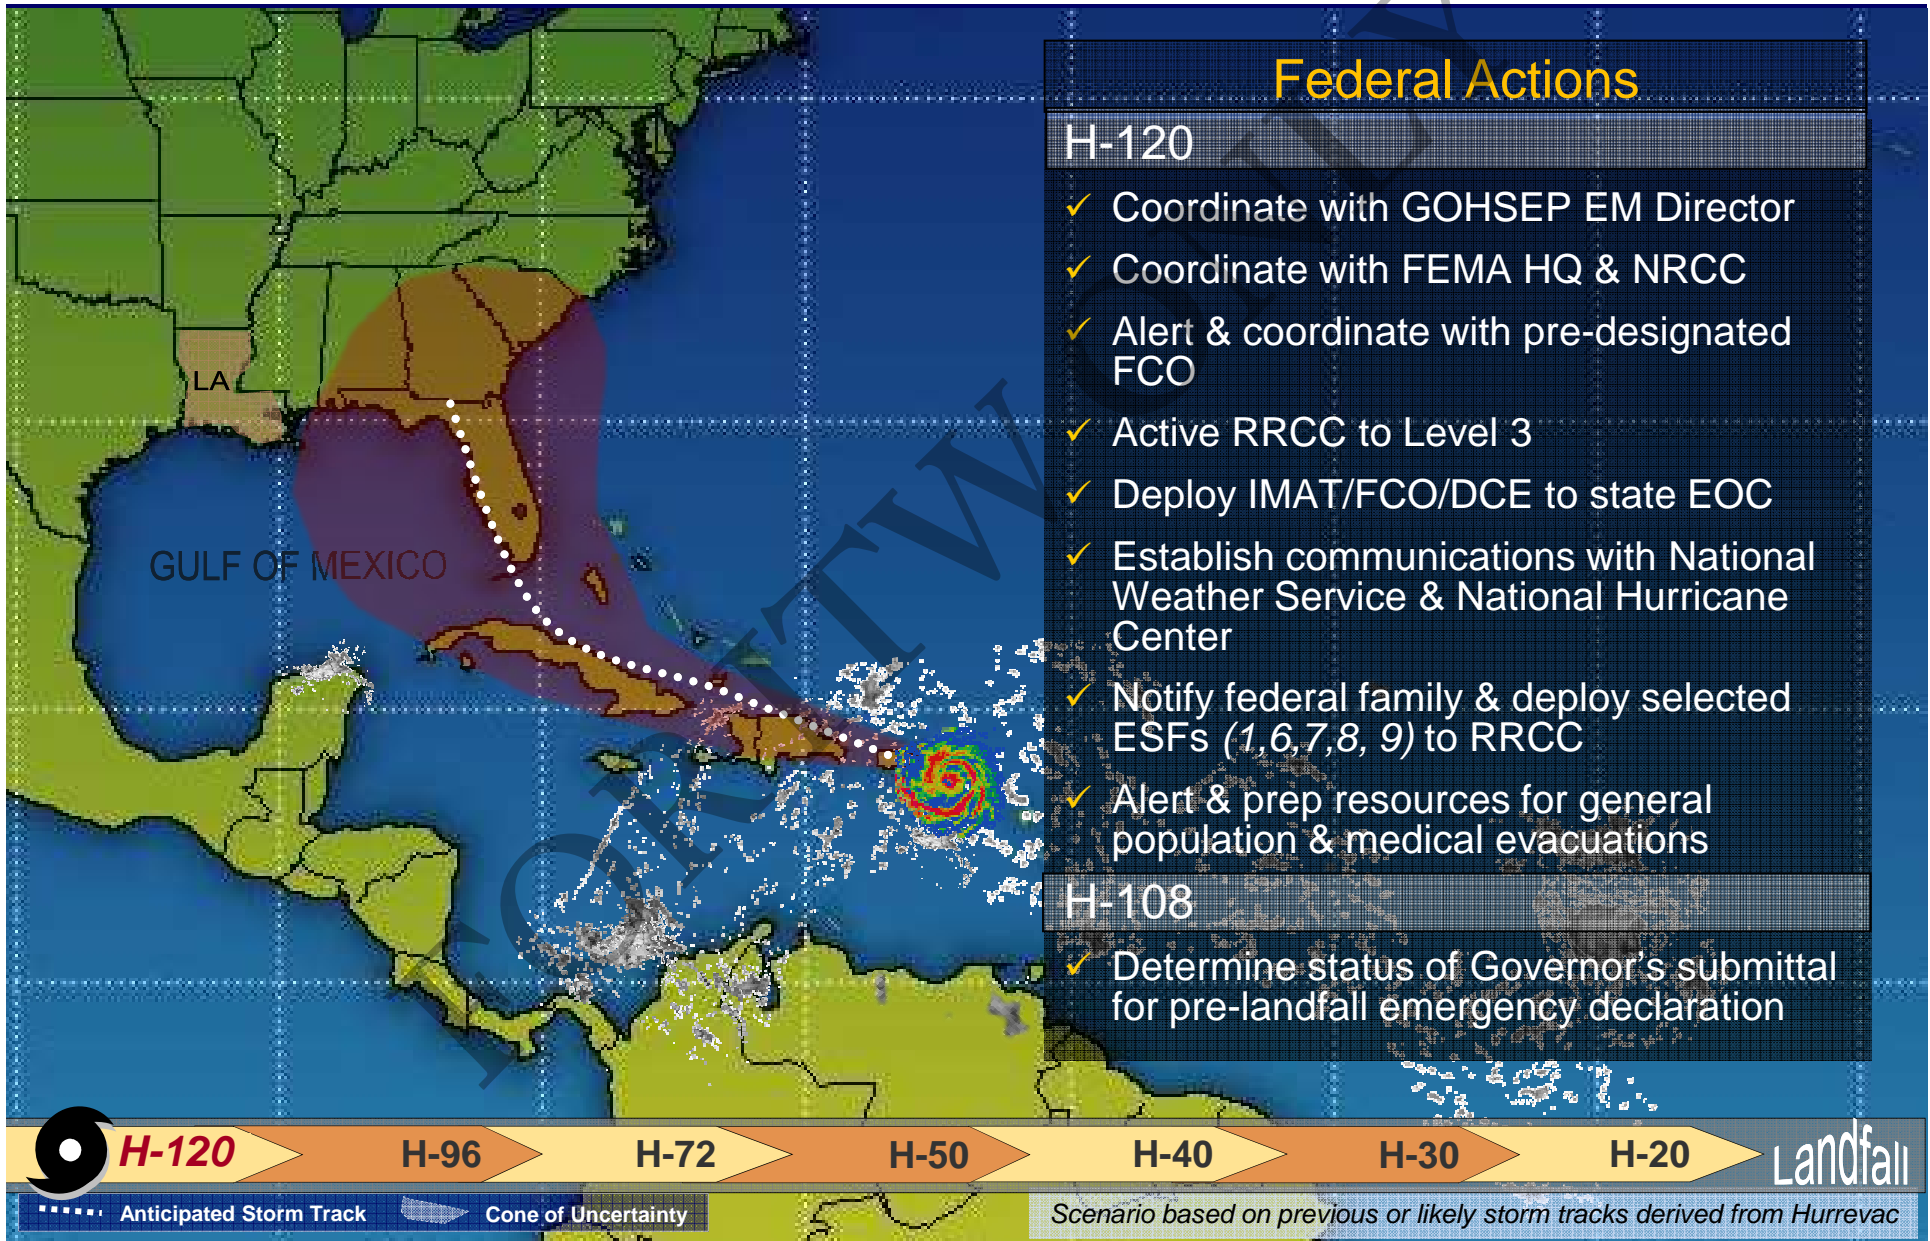 Federal Actions
H-120
Coordinate with GOHSEP EM Director
Coordinate with FEMA HQ & NRCC
Alert & coordinate with pre-designated
FCO
Active RRCC to Level 3
Deploy IMAT/FCO/DCE to state EOC
Establish communications with National
Weather Service & National Hurricane
Center
Notify federal family & deploy selected
ESFs (1,6,7,8, 9) to RRCC
Alert & prep resources for general
population & medical evacuations
H-108
Determine status of Governor's submittal
for pre-landfall emergency declaration
LA
GULF OF MEXICO
FORTWONLY
H-120 H-96 H-72 H-50 H-40 H-30 H-20 Landfall
Anticipated Storm Track Cone of Uncertainty
Scenario based on previous or likely storm tracks derived from Hurrevac